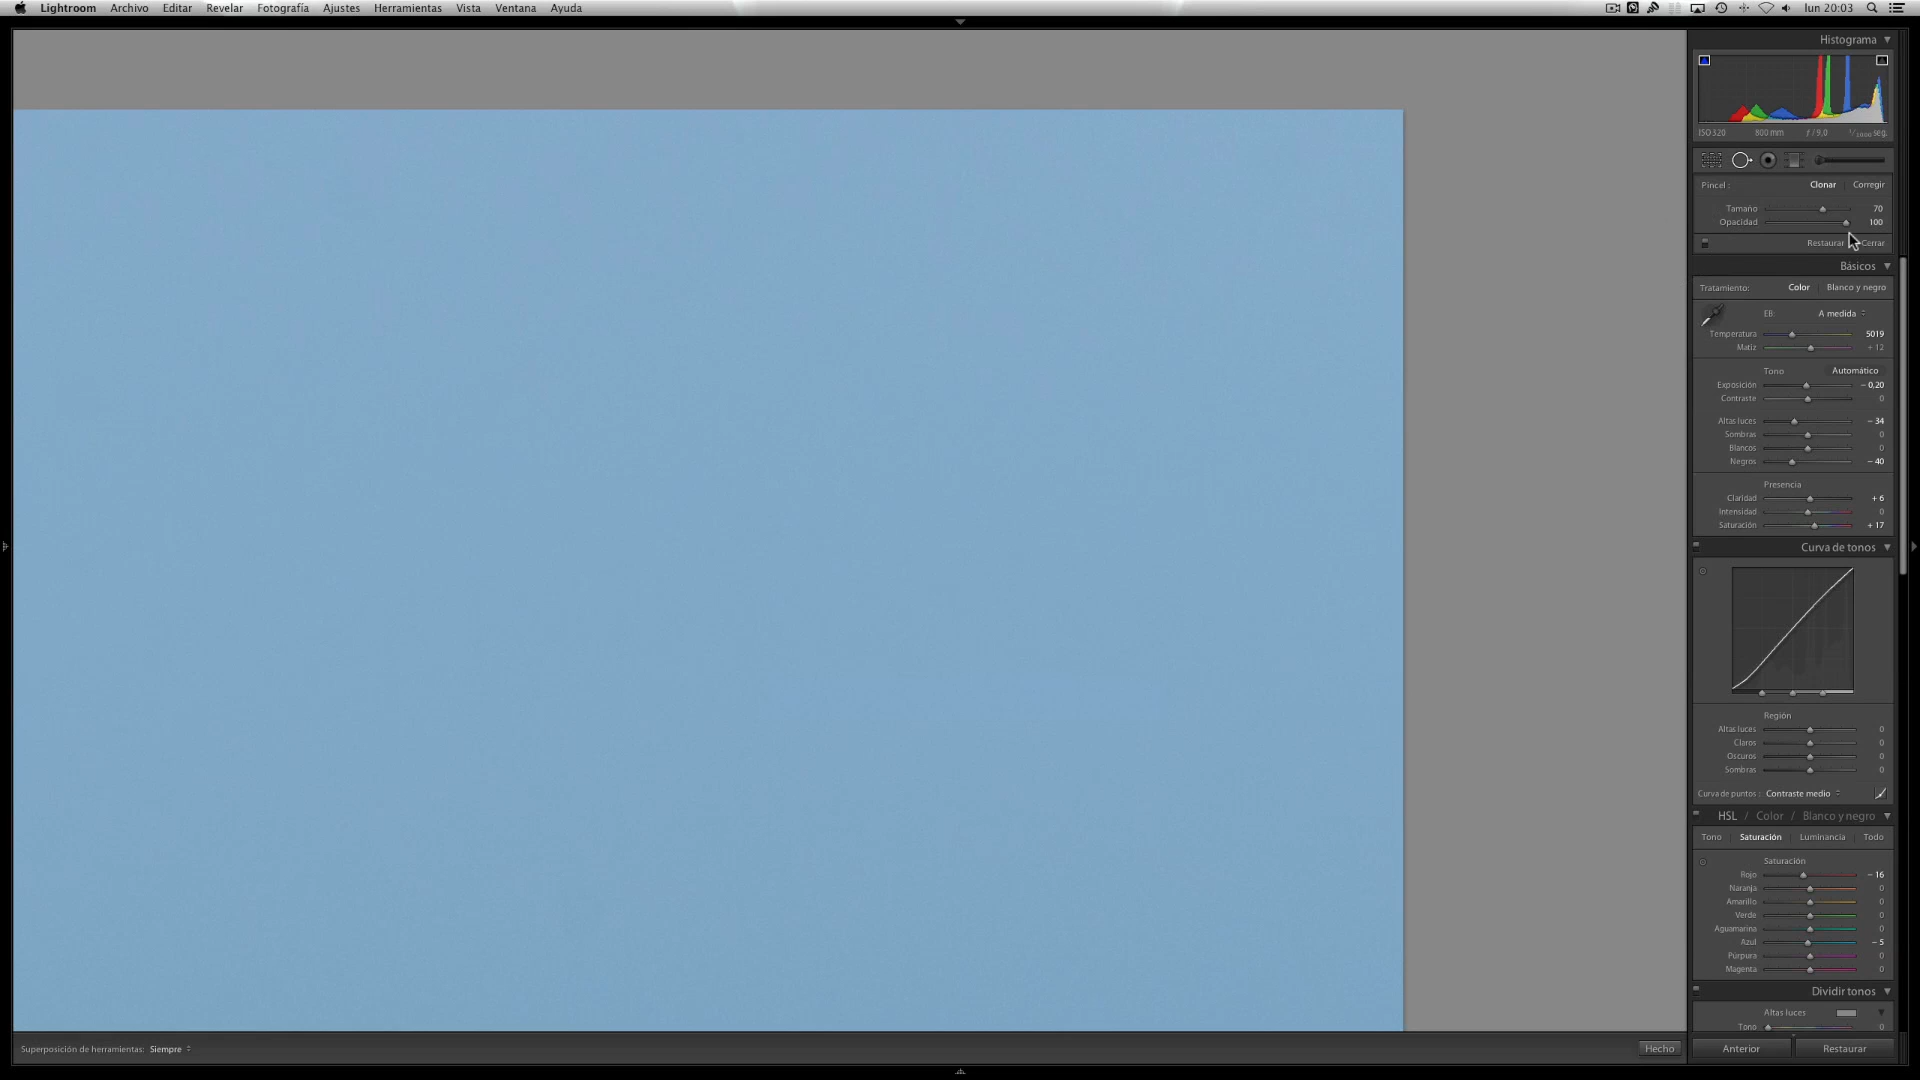 Lightroom Archivo Editar Revelar Fotografía Ajustes Herramientas Vista Ventana Ayuda lun 20:03
Histograma
ISO 320 800 mm ƒ / 9,0 1/2000 seg.
Pincel : Clonar Corregir
Tamaño 70
Opacidad 100
Restaurar Cerrar
Básicos
Tratamiento: Color Blanco y negro
EB: A medida
Temperatura 5019
Matiz + 12
Tono Automático
Exposición − 0,20
Contraste 0
Altas luces − 34
Sombras 0
Blancos 0
Negros − 40
Presencia
Claridad + 6
Intensidad 0
Saturación + 17
Curva de tonos
Región
Altas luces 0
Claros 0
Oscuros 0
Sombras 0
Curva de puntos : Contraste medio
HSL / Color / Blanco y negro
Tono Saturación Luminancia Todo
Saturación
Rojo − 16
Naranja 0
Amarillo 0
Verde 0
Aguamarina 0
Azul − 5
Púrpura 0
Magenta 0
Dividir tonos
Altas luces
Tono 0
Superposición de herramientas: Siempre Hecho Anterior Restaurar